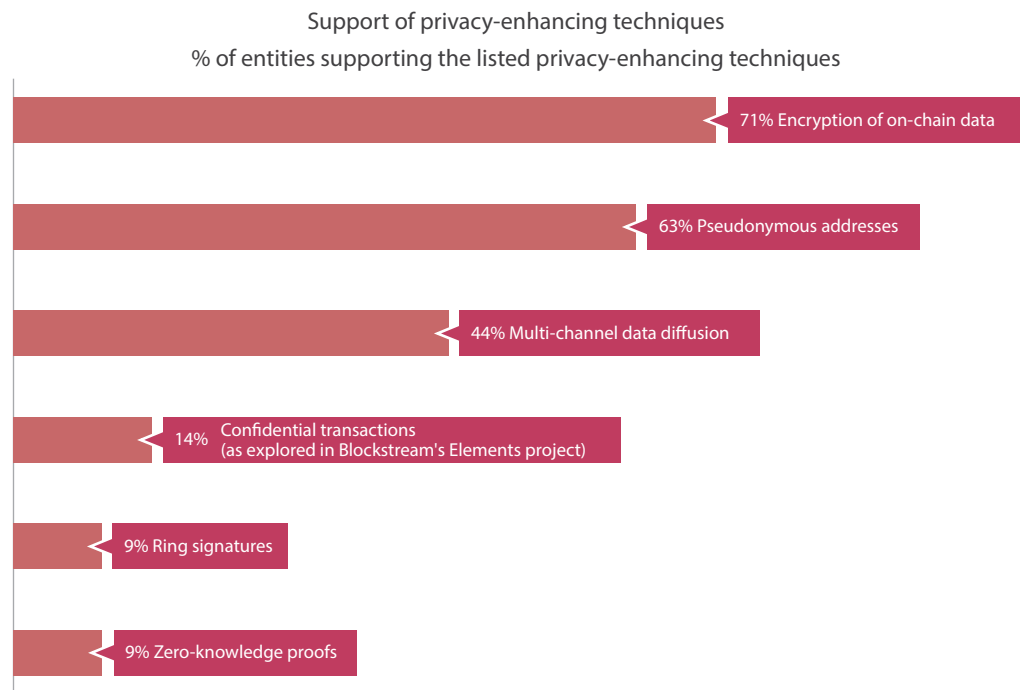 Support of privacy-enhancing techniques
% of entities supporting the listed privacy-enhancing techniques
71% Encryption of on-chain data
63% Pseudonymous addresses
44% Multi-channel data diffusion
14% Confidential transactions
(as explored in Blockstream's Elements project)
9% Ring signatures
9% Zero-knowledge proofs